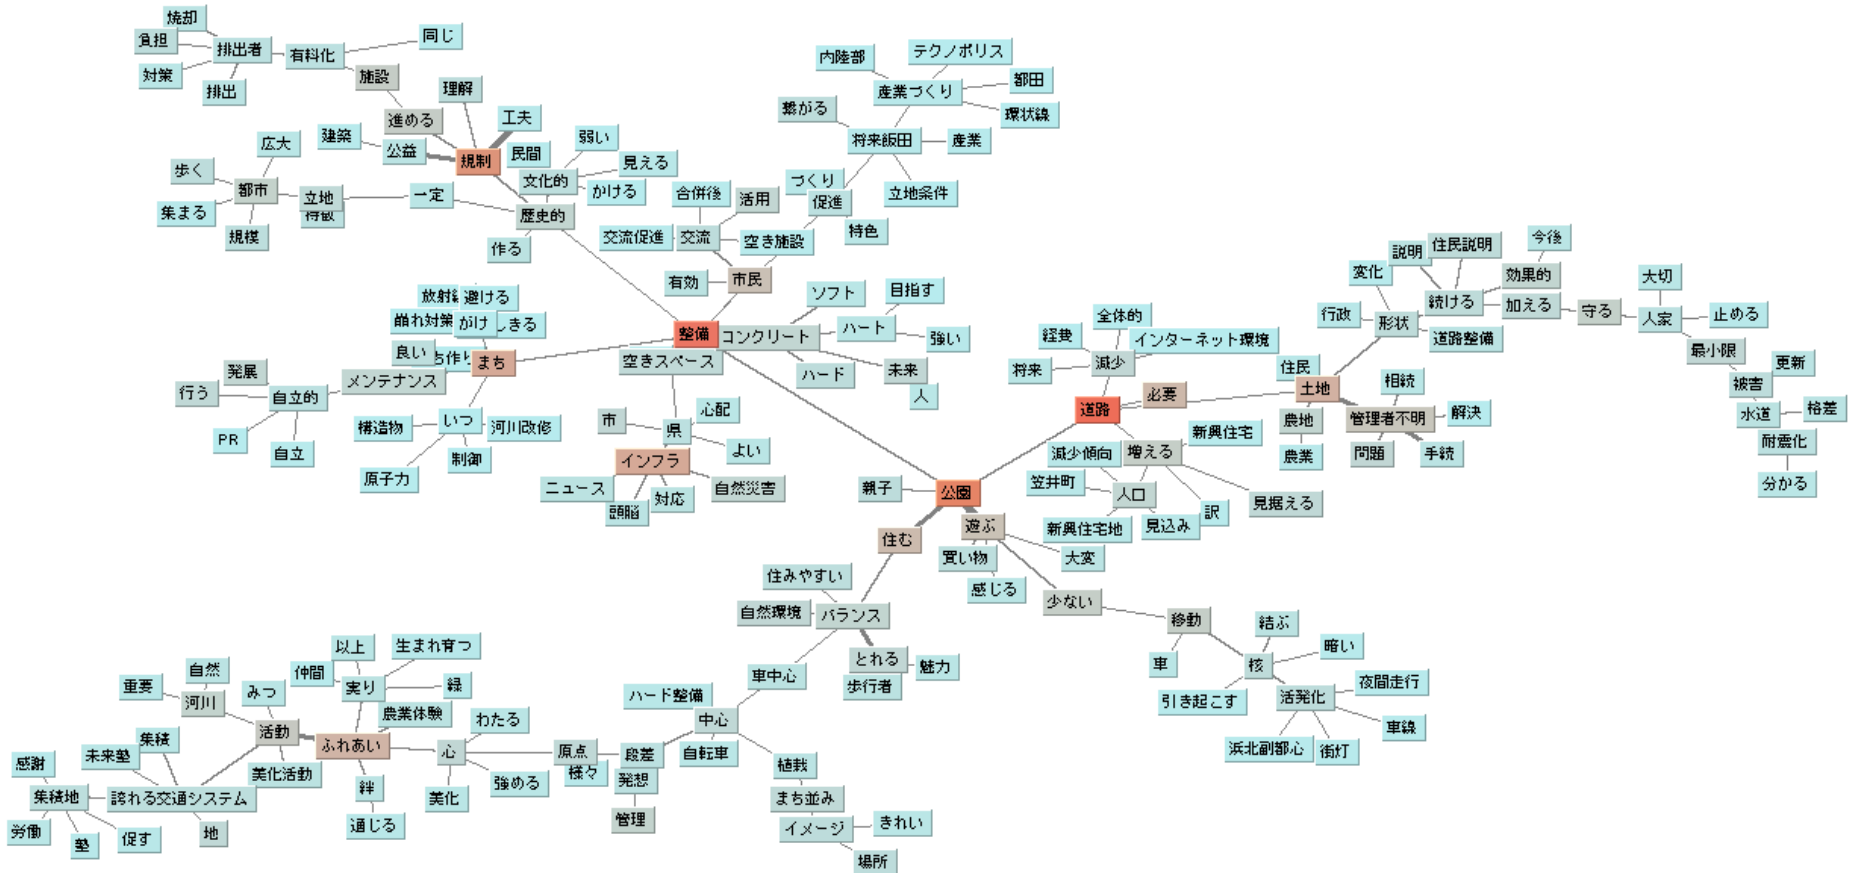 焼却
負担
排出者
有料化
同じ
対策
排出
施設
理解
進める
工夫
建築
公益
規制
民間
弱い
文化的
見える
かける
広大
歩く
都市
立地
一定
集まる
規模
歴史的
作る
内陸部
テクノポリス
産業づくり
都田
環状線
繋がる
将来飯田
産業
立地条件
づくり
促進
特色
合併後
活用
交流促進
交流
空き施設
有効
市民
避ける
崩れ対策
がけ
良い
まち
発展
行う
自立的
メンテナンス
PR
自立
いつ
構造物
河川改修
原子力
制御
整備
コンクリート
空きスペース
ソフト
目指す
ハート
強い
ハード
未来
人
市
県
心配
よい
インフラ
ニュース
自然災害
頭脳
対応
経費
全体的
インターネット環境
将来
減少
必要
道路
住民
土地
農地
農業
相続
管理者不明
解決
問題
手続
行政
変化
説明
住民説明
今後
効果的
続ける
加える
形状
道路整備
守る
大切
人家
止める
最小限
更新
被害
水道
格差
耐震化
分かる
新興住宅
減少傾向
増える
笠井町
人口
見据える
新興住宅地
見込み
訳
親子
公園
住む
遊ぶ
買い物
大変
感じる
少ない
移動
車
結ぶ
核
暗い
引き起こす
活発化
夜間走行
車線
浜北副都心
街灯
住みやすい
自然環境
バランス
とれる
魅力
歩行者
車中心
ハード整備
中心
自転車
段差
原点
様々
発想
管理
植栽
まち並み
イメージ
きれい
場所
以上
生まれ育つ
仲間
実り
緑
農業体験
自然
重要
河川
みつ
活動
ふれあい
心
わたる
強める
美化
絆
通じる
美化活動
集積
未来塾
感謝
集積地
誇れる交通システム
労働
塾
促す
地